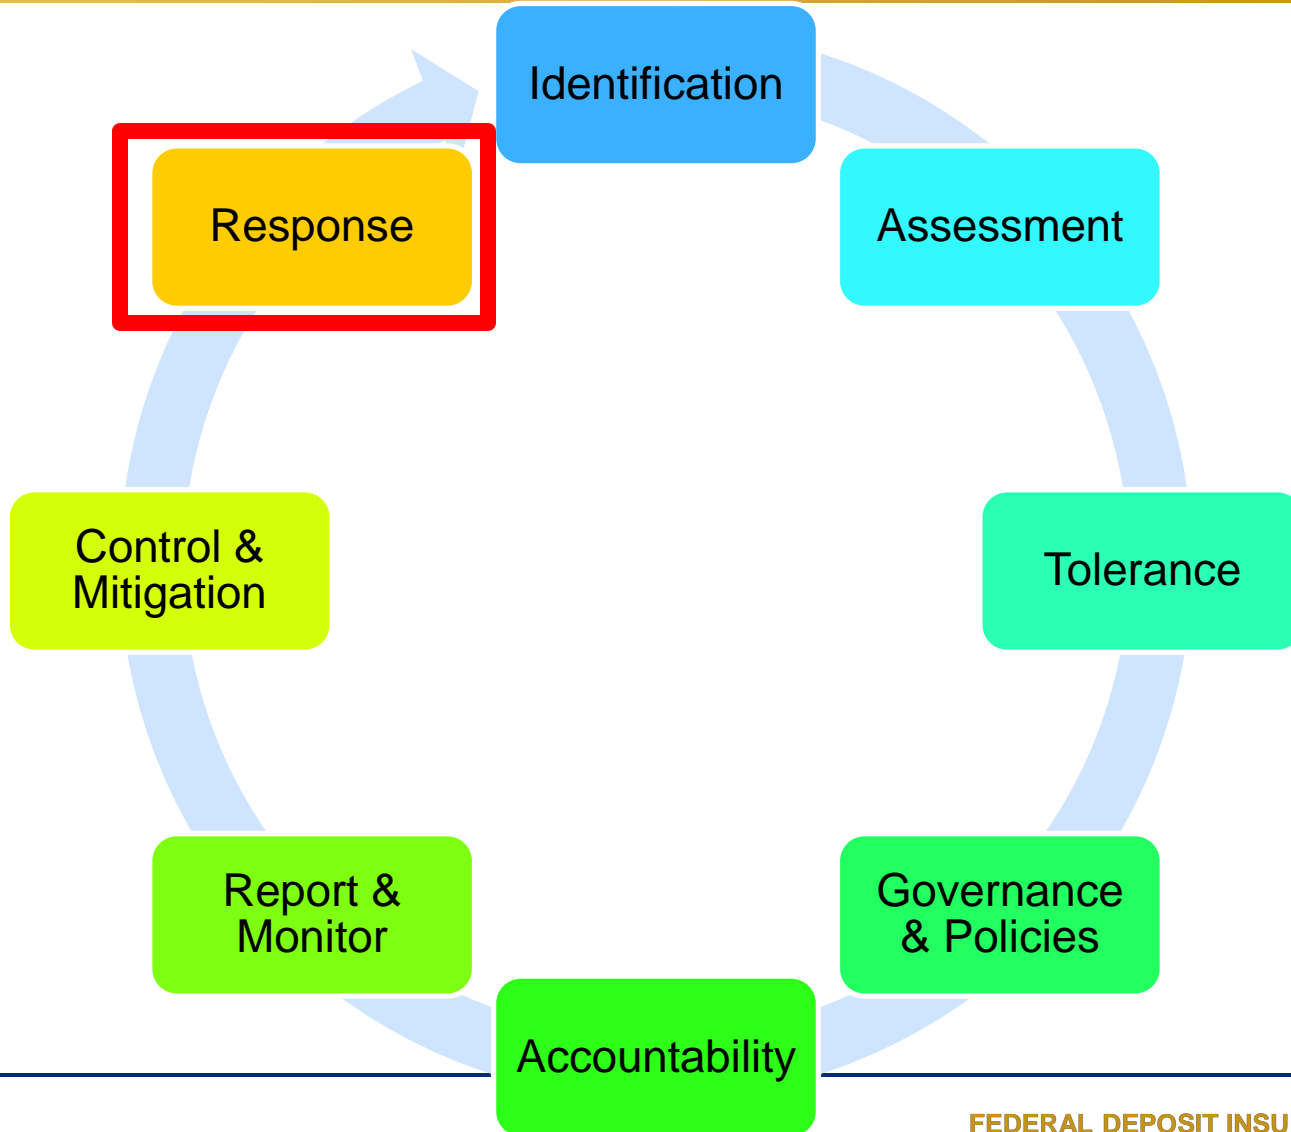 Identification
Assessment
Tolerance
Governance
& Policies
Accountability
Report &
Monitor
Control &
Mitigation
Response
FEDERAL DEPOSIT INSU